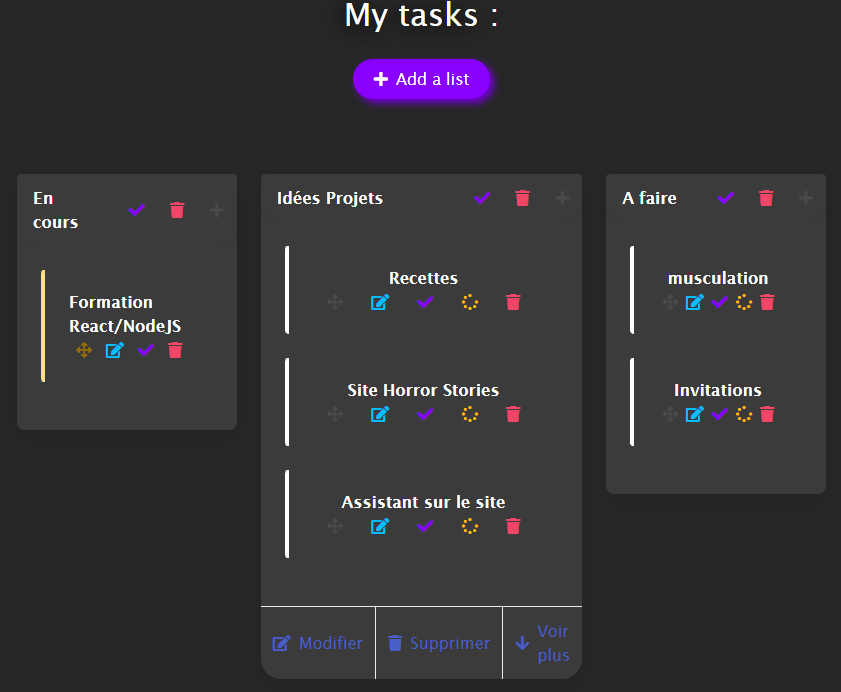 My tasks :
Add a list
En
cours
Formation
React/NodeJS
Idées Projets
Recettes
Site Horror Stories
Assistant sur le site
Modifier
Supprimer
Voir
plus
A faire
musculation
Invitations